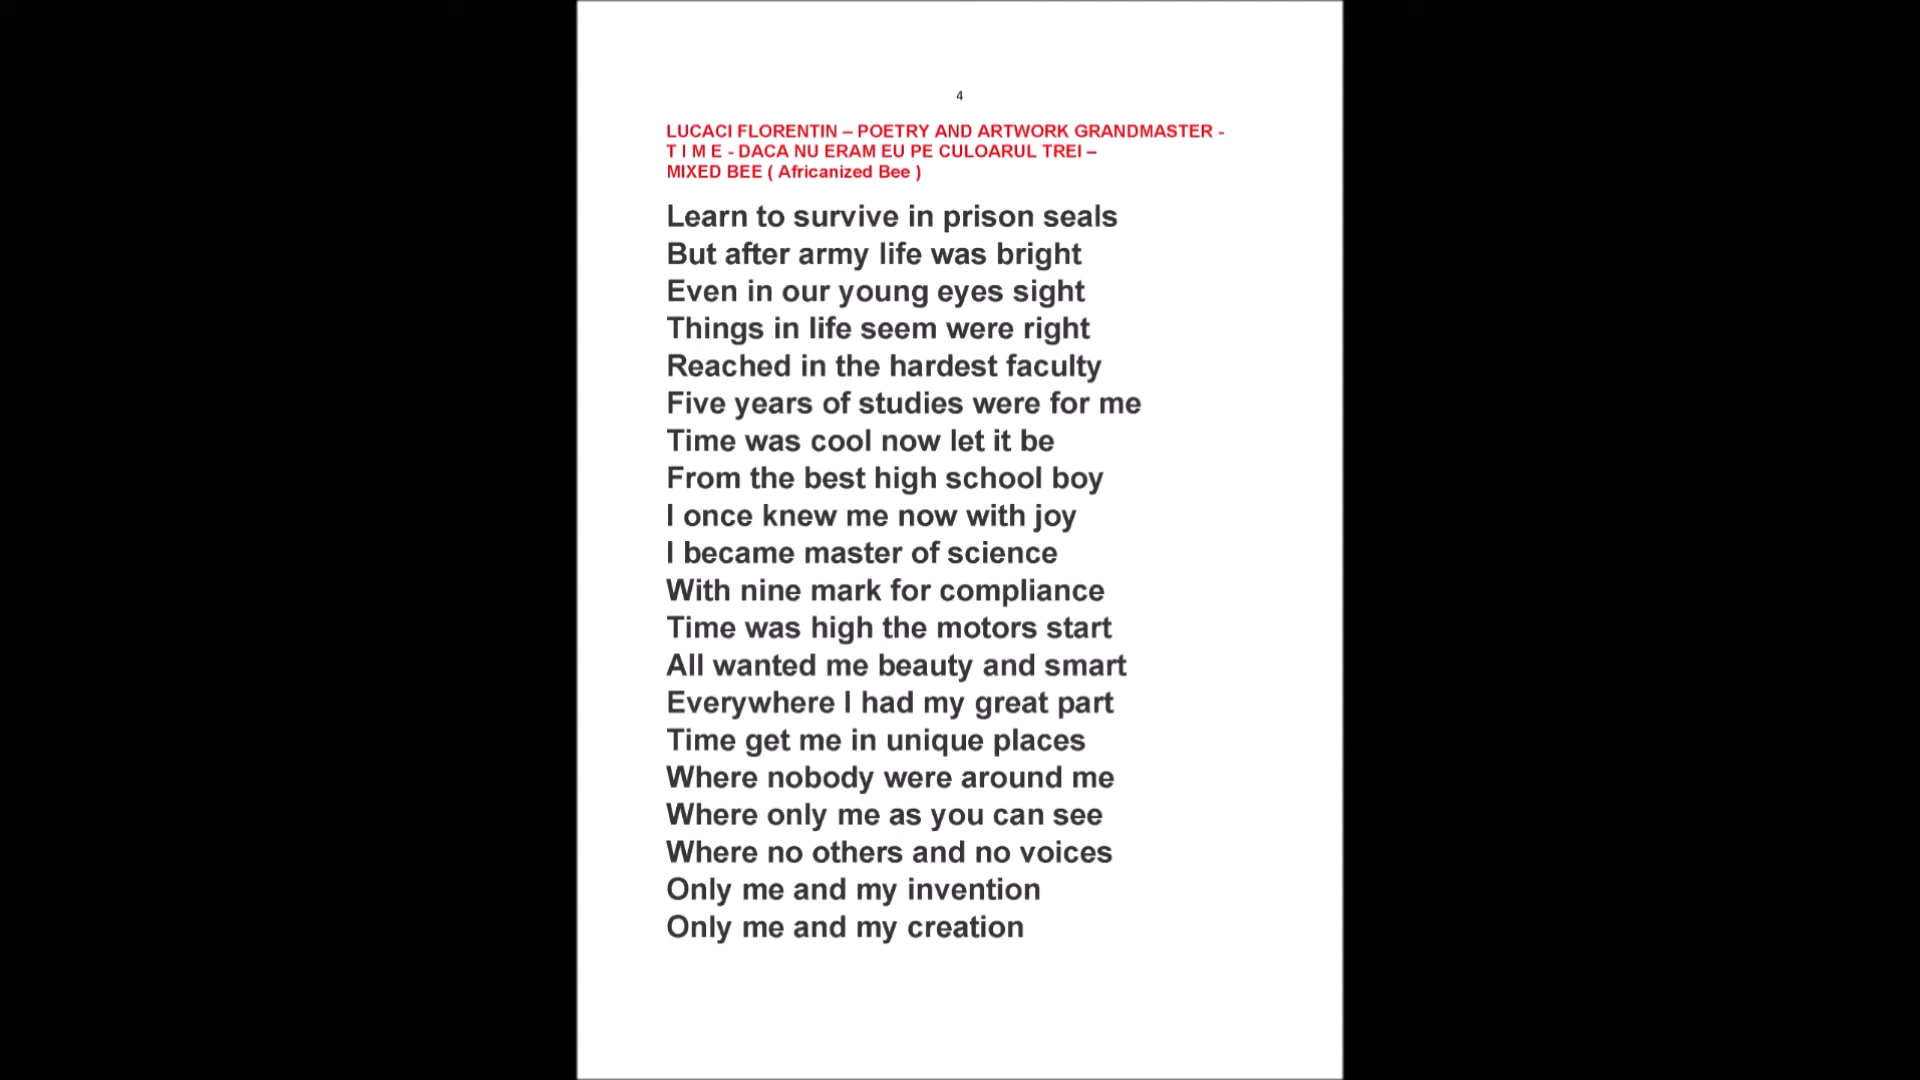 4
LUCACI FLORENTIN – POETRY AND ARTWORK GRANDMASTER -
T I M E - DACA NU ERAM EU PE CULOARUL TREI –
MIXED BEE ( Africanized Bee )
Learn to survive in prison seals
But after army life was bright
Even in our young eyes sight
Things in life seem were right
Reached in the hardest faculty
Five years of studies were for me
Time was cool now let it be
From the best high school boy
I once knew me now with joy
I became master of science
With nine mark for compliance
Time was high the motors start
All wanted me beauty and smart
Everywhere I had my great part
Time get me in unique places
Where nobody were around me
Where only me as you can see
Where no others and no voices
Only me and my invention
Only me and my creation